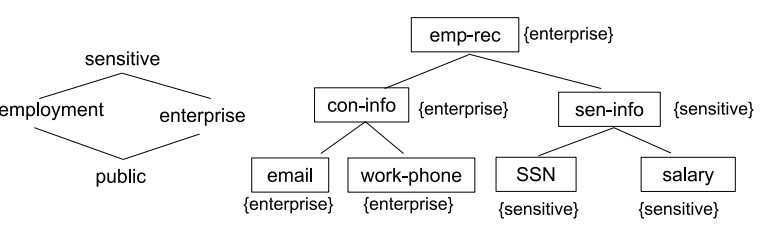 sensitive
employment
enterprise
public
emp-rec {enterprise}
con-info {enterprise}
sen-info {sensitive}
email
work-phone
SSN
salary
{enterprise}
{enterprise}
{sensitive}
{sensitive}